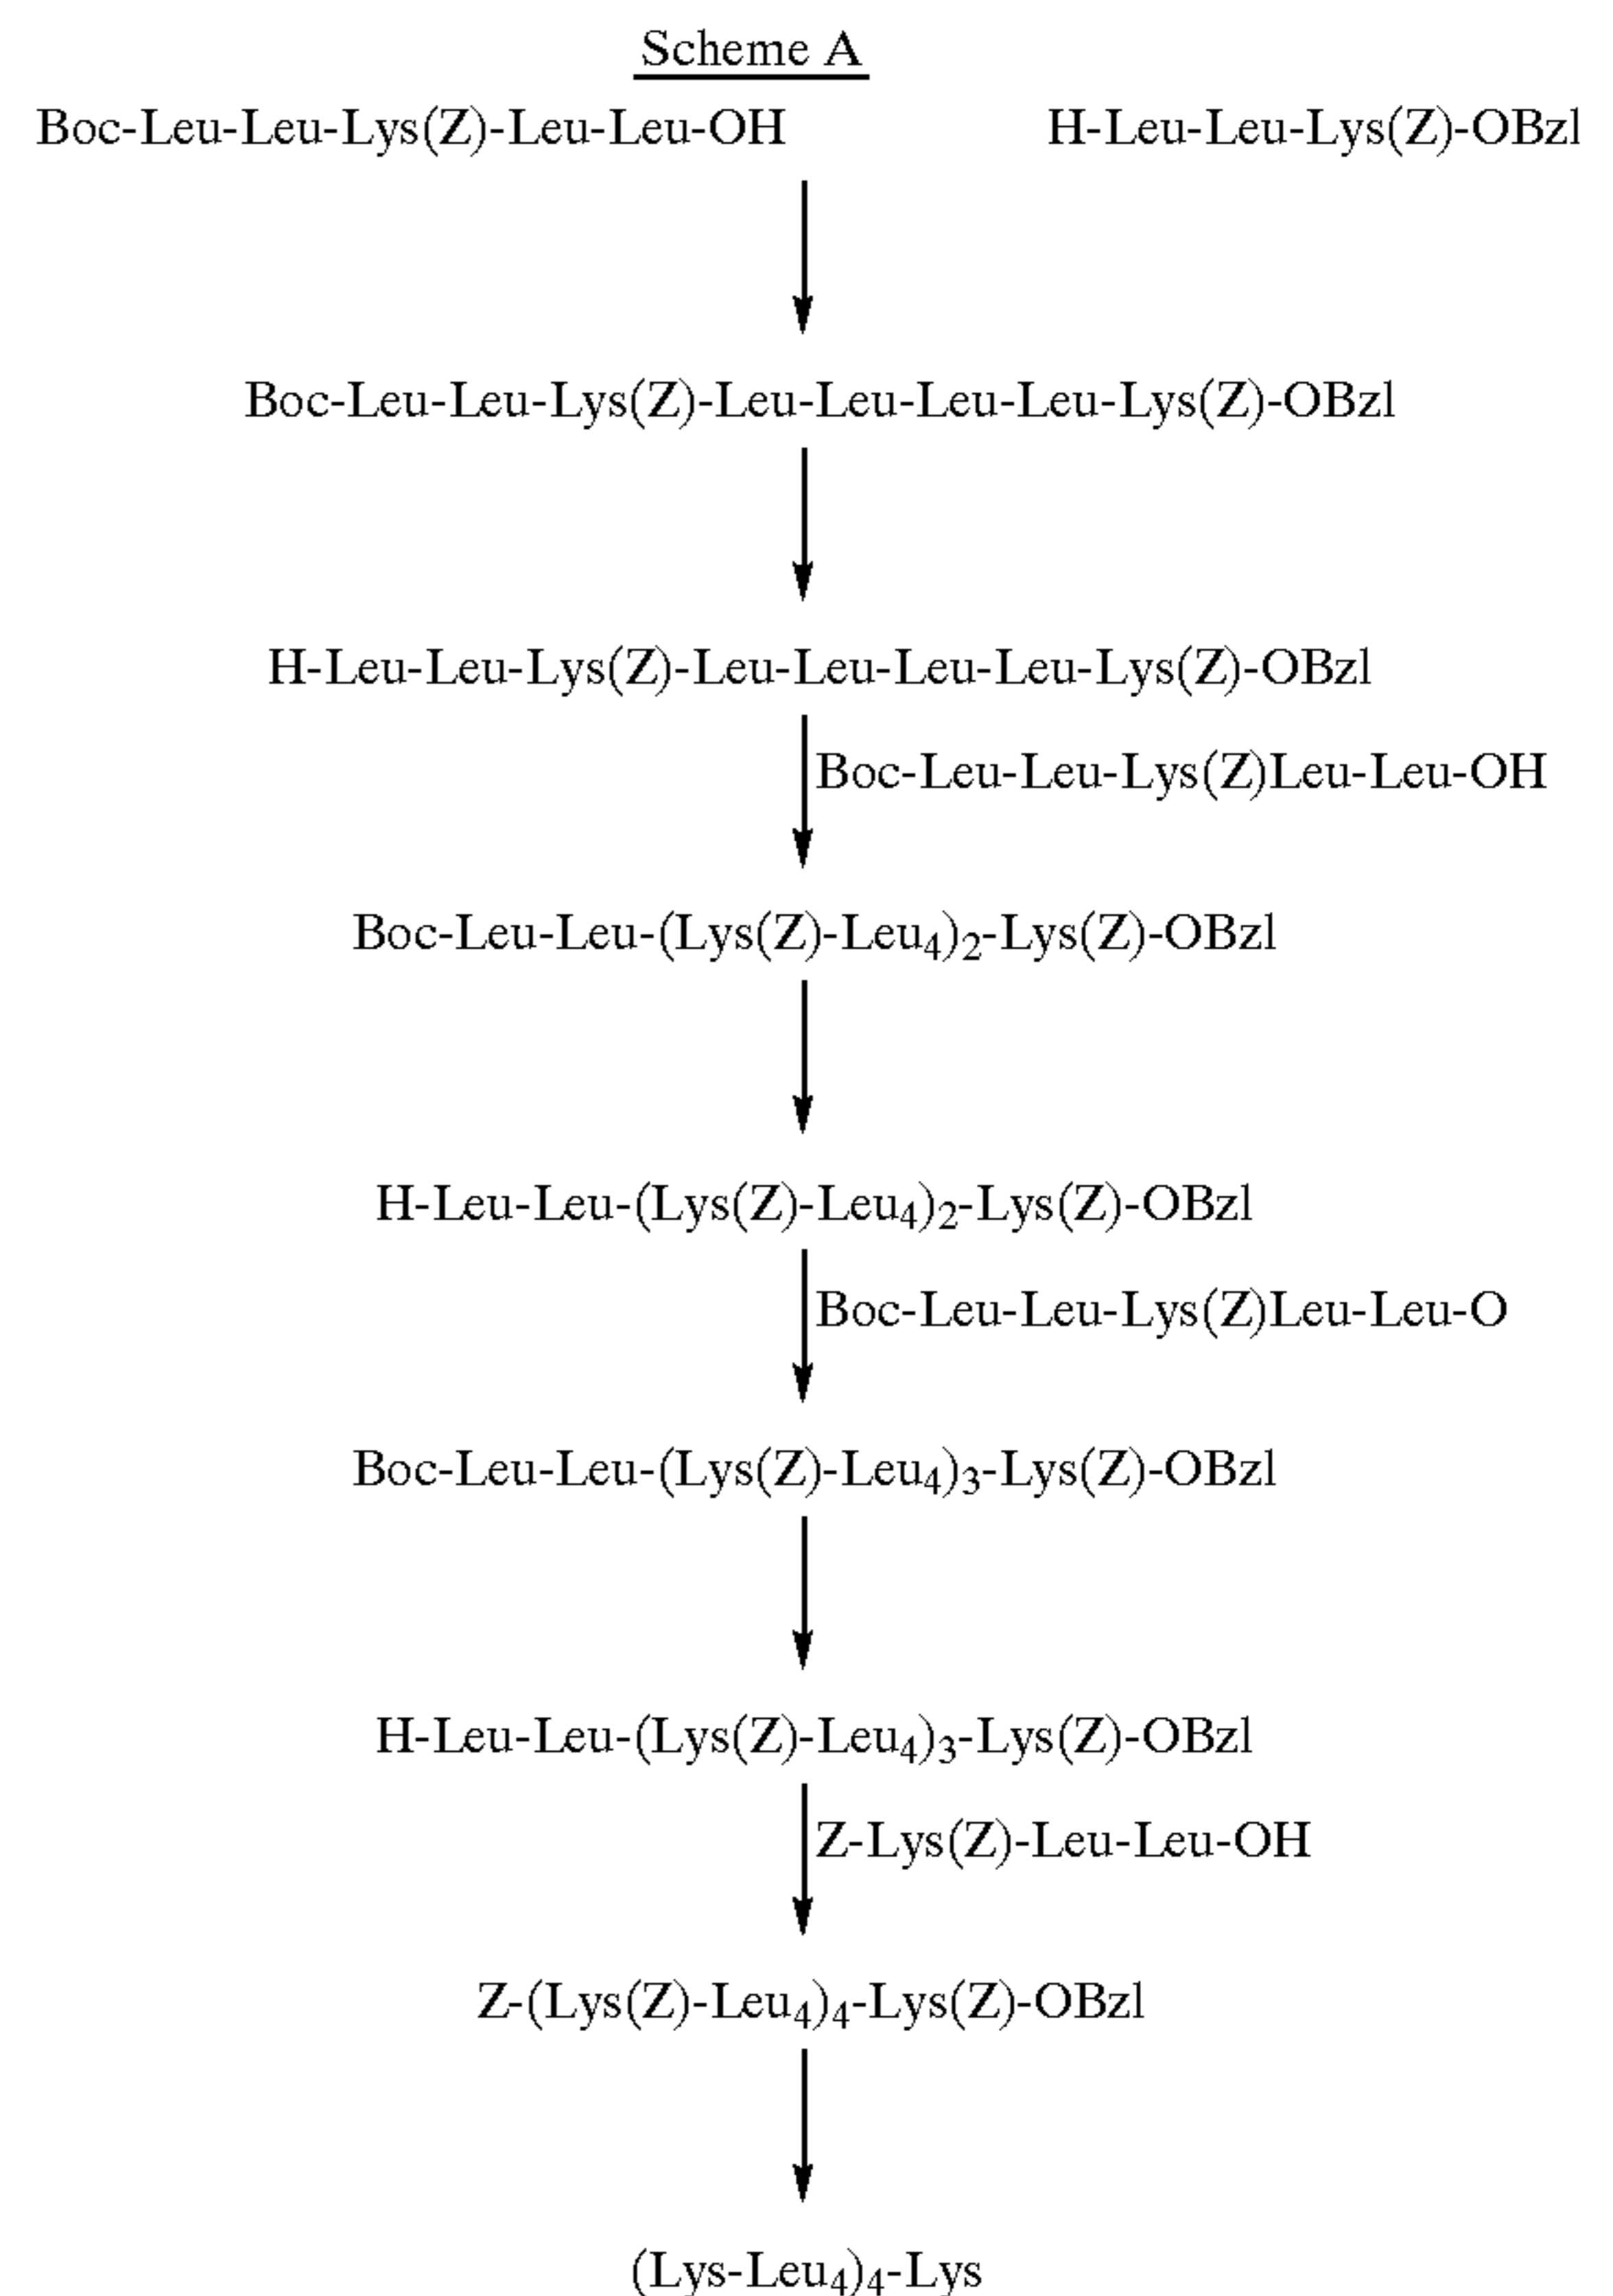 Scheme A
Boc-Leu-Leu-Lys(Z)-Leu-Leu-OH H-Leu-Leu-Lys(Z)-OBzl
Boc-Leu-Leu-Lys(Z)-Leu-Leu-Leu-Leu-Lys(Z)-OBzl
H-Leu-Leu-Lys(Z)-Leu-Leu-Leu-Leu-Lys(Z)-OBzl
Boc-Leu-Leu-Lys(Z)Leu-Leu-OH
Boc-Leu-Leu-(Lys(Z)-Leu₄)₂-Lys(Z)-OBzl
H-Leu-Leu-(Lys(Z)-Leu₄)₂-Lys(Z)-OBzl
Boc-Leu-Leu-Lys(Z)Leu-Leu-O
Boc-Leu-Leu-(Lys(Z)-Leu₄)₃-Lys(Z)-OBzl
H-Leu-Leu-(Lys(Z)-Leu₄)₃-Lys(Z)-OBzl
Z-Lys(Z)-Leu-Leu-OH
Z-(Lys(Z)-Leu₄)₄-Lys(Z)-OBzl
(Lys-Leu₄)₄-Lys